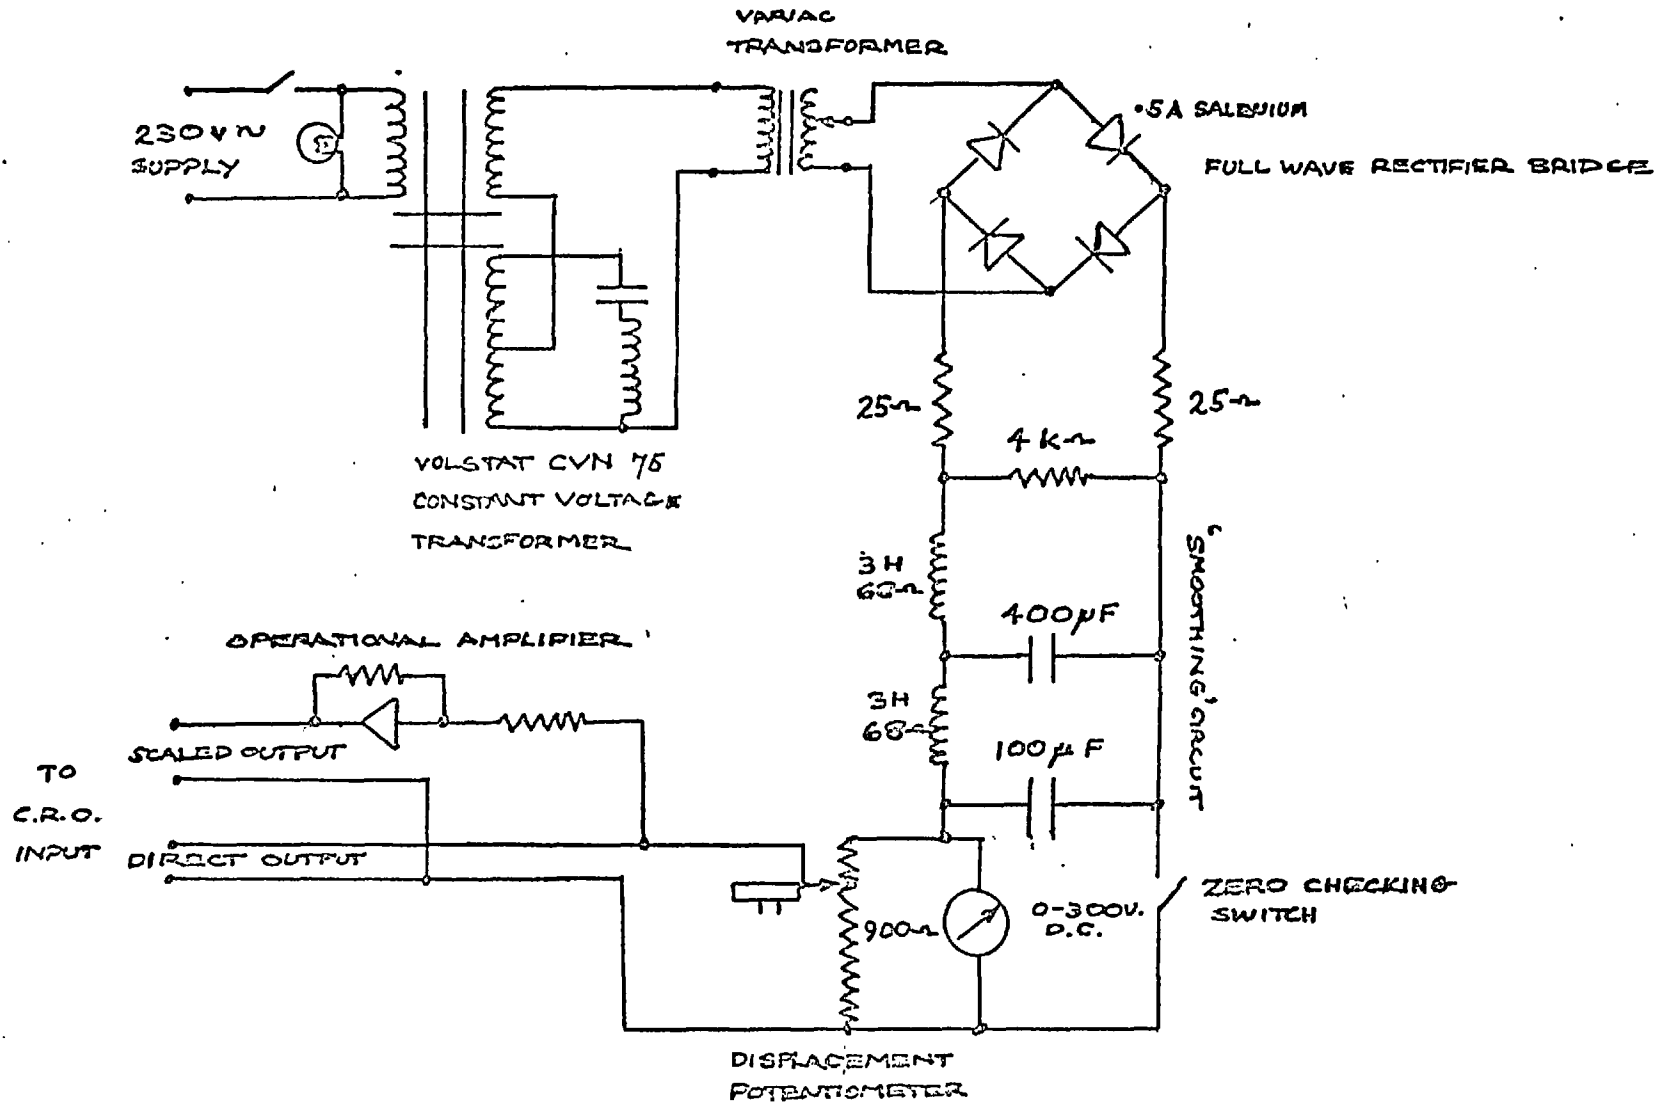 VARIAC
TRANSFORMER
230V~
SUPPLY
.5A SALENIUM
FULL WAVE RECTIFIER BRIDGE
25Ω
25Ω
4 kΩ
VOLSTAT CVN 75
CONSTANT VOLTAGE
TRANSFORMER
3H
68Ω
400μF
'SMOOTHING' CIRCUIT
OPERATIONAL AMPLIFIER
3H
68Ω
100μF
SCALED OUTPUT
TO
C.R.O.
INPUT
DIRECT OUTPUT
900Ω
0-300V.
D.C.
ZERO CHECKING
SWITCH
DISPLACEMENT
POTENTIOMETER